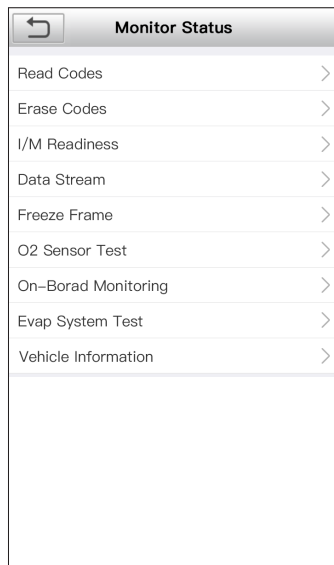 Monitor Status
Read Codes
Erase Codes
I/M Readiness
Data Stream
Freeze Frame
O2 Sensor Test
On-Borad Monitoring
Evap System Test
Vehicle Information